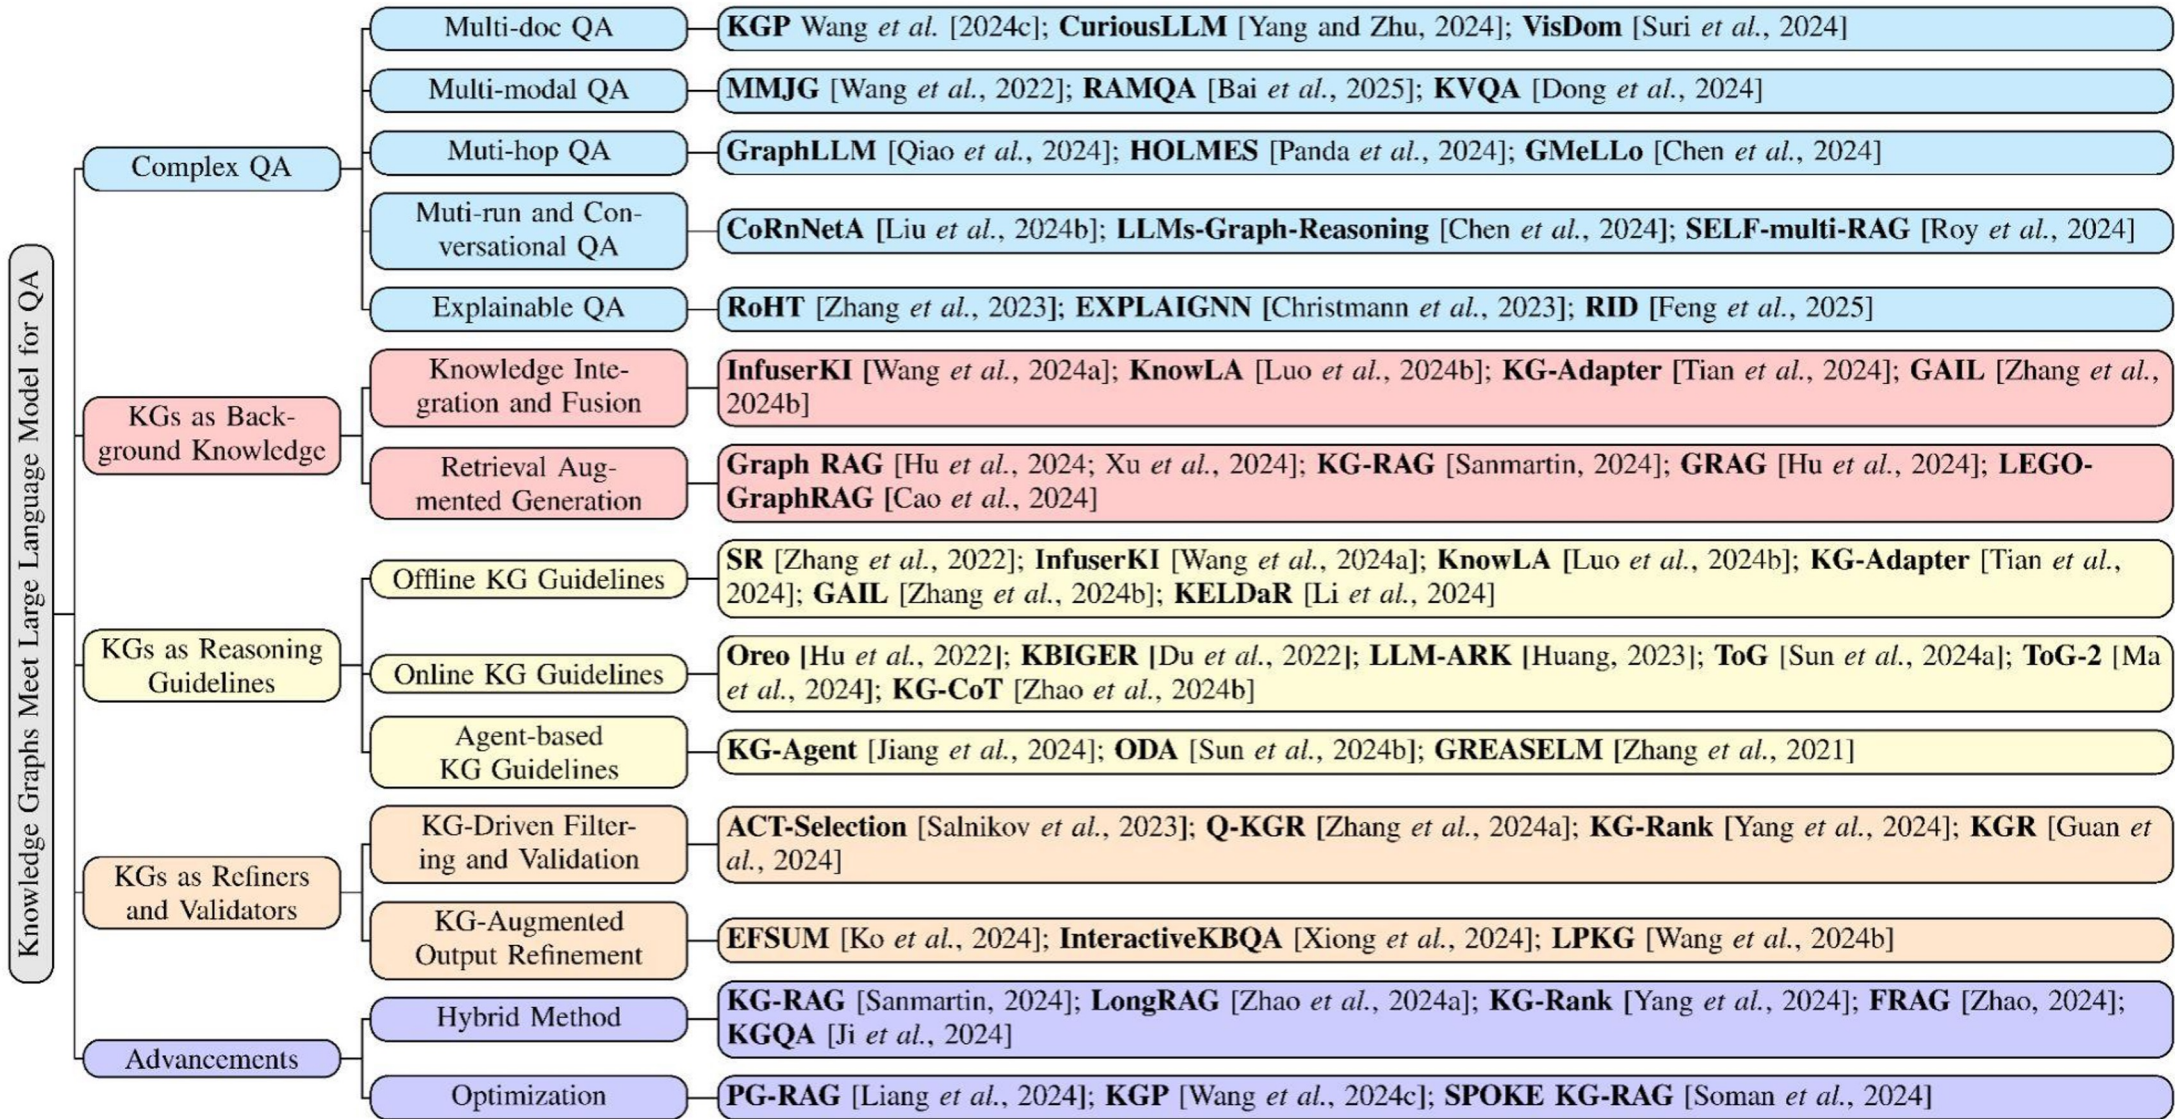 Knowledge Graphs Meet Large Language Model for QA
Complex QA
Multi-doc QA
KGP Wang et al. [2024c]; CuriousLLM [Yang and Zhu, 2024]; VisDom [Suri et al., 2024]
Multi-modal QA
MMJG [Wang et al., 2022]; RAMQA [Bai et al., 2025]; KVQA [Dong et al., 2024]
Muti-hop QA
GraphLLM [Qiao et al., 2024]; HOLMES [Panda et al., 2024]; GMeLLo [Chen et al., 2024]
Muti-run and Con-
versational QA
CoRnNetA [Liu et al., 2024b]; LLMs-Graph-Reasoning [Chen et al., 2024]; SELF-multi-RAG [Roy et al., 2024]
Explainable QA
RoHT [Zhang et al., 2023]; EXPLAIGNN [Christmann et al., 2023]; RID [Feng et al., 2025]
KGs as Back-
ground Knowledge
Knowledge Inte-
gration and Fusion
InfuserKI [Wang et al., 2024a]; KnowLA [Luo et al., 2024b]; KG-Adapter [Tian et al., 2024]; GAIL [Zhang et al.,
2024b]
Retrieval Aug-
mented Generation
Graph RAG [Hu et al., 2024; Xu et al., 2024]; KG-RAG [Sanmartin, 2024]; GRAG [Hu et al., 2024]; LEGO-
GraphRAG [Cao et al., 2024]
KGs as Reasoning
Guidelines
Offline KG Guidelines
SR [Zhang et al., 2022]; InfuserKI [Wang et al., 2024a]; KnowLA [Luo et al., 2024b]; KG-Adapter [Tian et al.,
2024]; GAIL [Zhang et al., 2024b]; KELDaR [Li et al., 2024]
Online KG Guidelines
Oreo [Hu et al., 2022]; KBIGER [Du et al., 2022]; LLM-ARK [Huang, 2023]; ToG [Sun et al., 2024a]; ToG-2 [Ma
et al., 2024]; KG-CoT [Zhao et al., 2024b]
Agent-based
KG Guidelines
KG-Agent [Jiang et al., 2024]; ODA [Sun et al., 2024b]; GREASELM [Zhang et al., 2021]
KGs as Refiners
and Validators
KG-Driven Filter-
ing and Validation
ACT-Selection [Salnikov et al., 2023]; Q-KGR [Zhang et al., 2024a]; KG-Rank [Yang et al., 2024]; KGR [Guan et
al., 2024]
KG-Augmented
Output Refinement
EFSUM [Ko et al., 2024]; InteractiveKBQA [Xiong et al., 2024]; LPKG [Wang et al., 2024b]
Advancements
Hybrid Method
KG-RAG [Sanmartin, 2024]; LongRAG [Zhao et al., 2024a]; KG-Rank [Yang et al., 2024]; FRAG [Zhao, 2024];
KGQA [Ji et al., 2024]
Optimization
PG-RAG [Liang et al., 2024]; KGP [Wang et al., 2024c]; SPOKE KG-RAG [Soman et al., 2024]